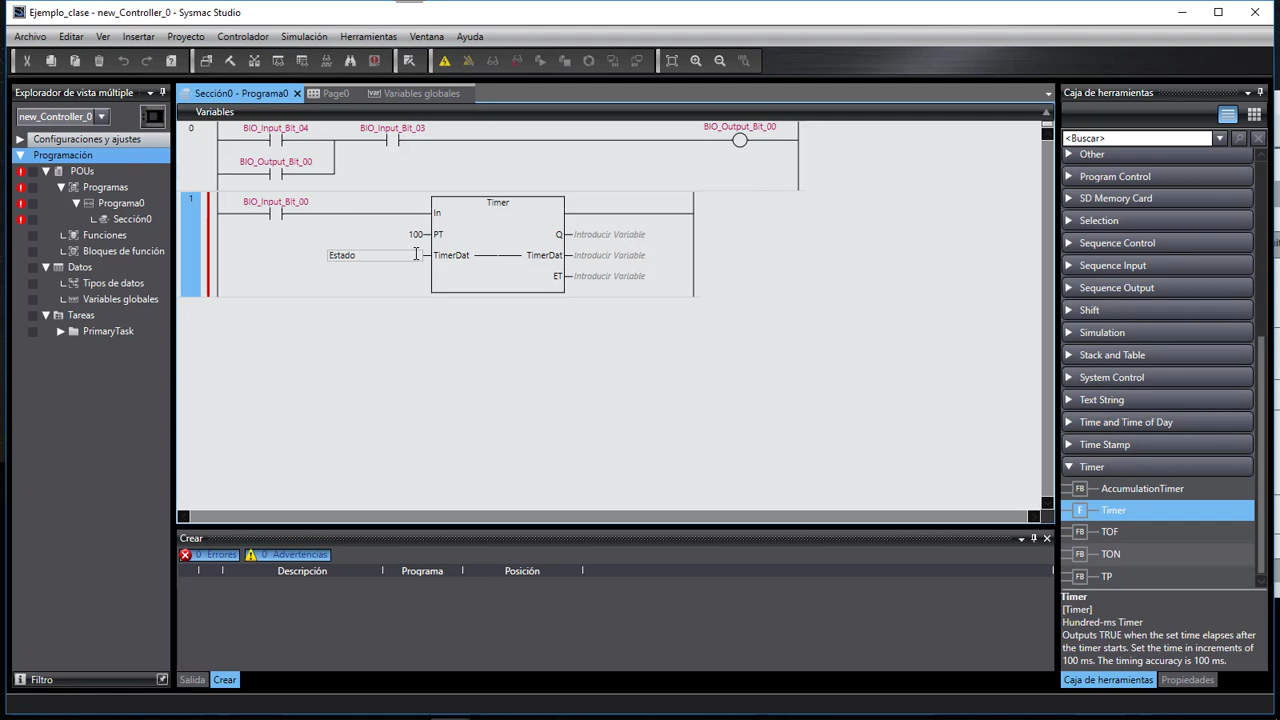 Ejemplo_clase - new_Controller_0 - Sysmac Studio
Archivo Editar Ver Insertar Proyecto Controlador Simulación Herramientas Ventana Ayuda
Explorador de vista múltiple
new_Controller_0
Configuraciones y ajustes
Programación
POUs
Programas
Programa0
Sección0
Funciones
Bloques de función
Datos
Tipos de datos
Variables globales
Tareas
PrimaryTask
Filtro
Sección0 - Programa0 Page0 Variables globales
Variables
0
BIO_Input_Bit_04 BIO_Input_Bit_03 BIO_Output_Bit_00
BIO_Output_Bit_00
1
BIO_Input_Bit_00 Timer
In
100 PT Q Introducir Variable
Estado TimerDat TimerDat Introducir Variable
ET Introducir Variable
Crear
0 Errores 0 Advertencias
Descripción Programa Posición
Salida Crear
Caja de herramientas
<Buscar>
Other
Program Control
SD Memory Card
Selection
Sequence Control
Sequence Input
Sequence Output
Shift
Simulation
Stack and Table
System Control
Text String
Time and Time of Day
Time Stamp
Timer
FB AccumulationTimer
F Timer
FB TOF
FB TON
FB TP
Timer
[Timer]
Hundred-ms Timer
Outputs TRUE when the set time elapses after
the timer starts. Set the time in increments of
100 ms. The timing accuracy is 100 ms.
Caja de herramientas Propiedades